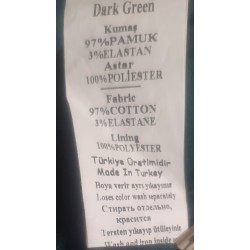 Dark Green
Kumaş
97%PAMUK
3%ELASTAN
Astar
100%POLİESTER
Fabric
97%COTTON
3%ELASTANE
Lining
100%POLYESTER
Türkiye Üretimidir
Made In Turkey
Boya verir ayrı yıkayınız
Loses color wash separately
Стирать отдельно,
красится
Tersten yıkayıp ütüleyiniz
Wash and iron inside